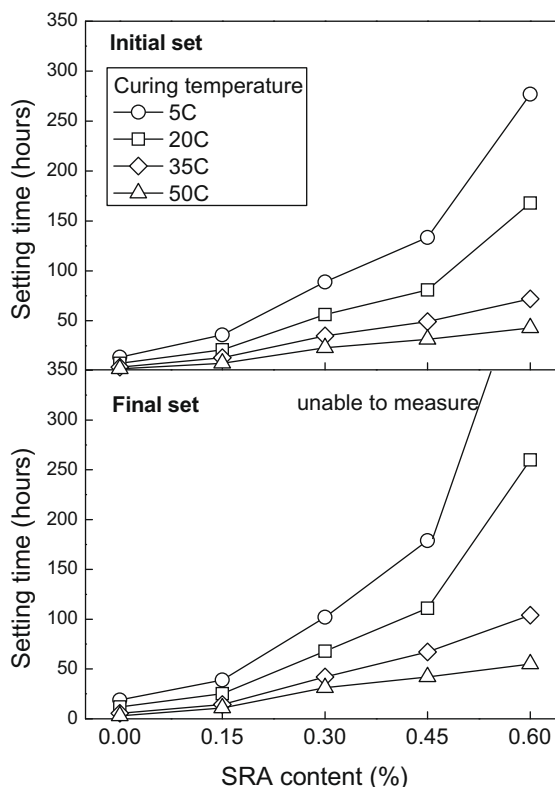 Initial set
350
300
250
200
150
100
50
Setting time (hours)
Curing temperature
5C
20C
35C
50C
350
300
250
200
150
100
50
0
Setting time (hours)
Final set
unable to measure
0.00 0.15 0.30 0.45 0.60
SRA content (%)